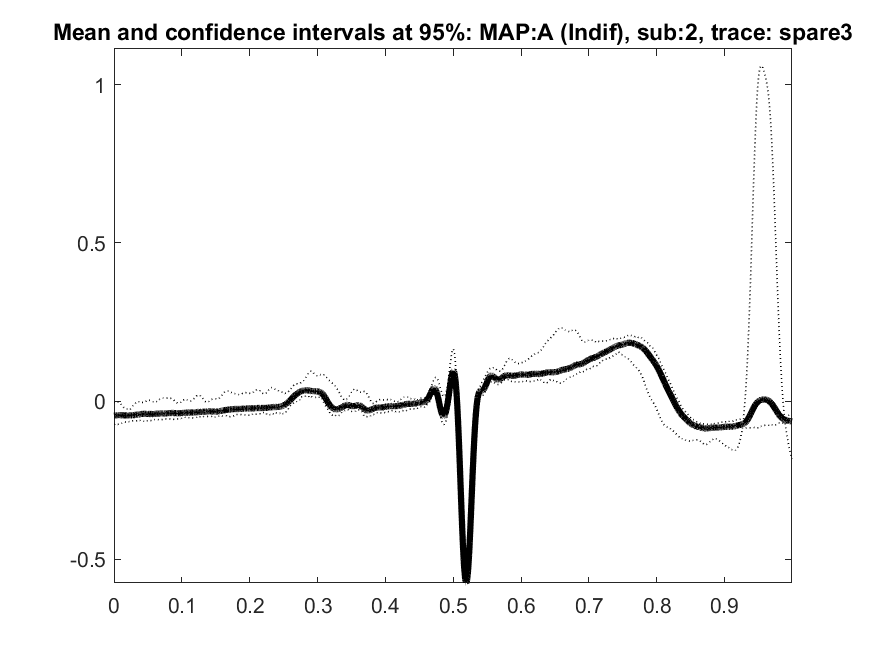 Mean and confidence intervals at 95%: MAP:A (Indif), sub:2, trace: spare3
1
0.5
0
-0.5
0 0.1 0.2 0.3 0.4 0.5 0.6 0.7 0.8 0.9